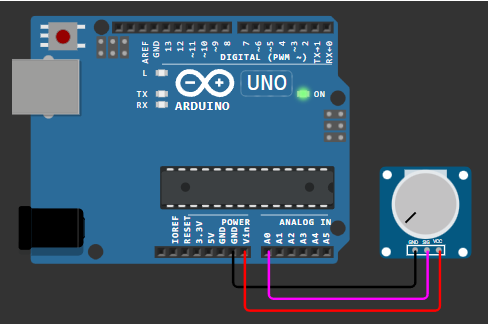 AREF
GND
13
12
~11
~10
~9
8
7
~6
~5
4
~3
2
TX→1
RX←0
DIGITAL (PWM ~)
L
TX
RX
UNO
ON
ARDUINO
POWER
ANALOG IN
IOREF
RESET
3.3V
5V
GND
GND
Vin
A0
A1
A2
A3
A4
A5
GND
SIG
VCC